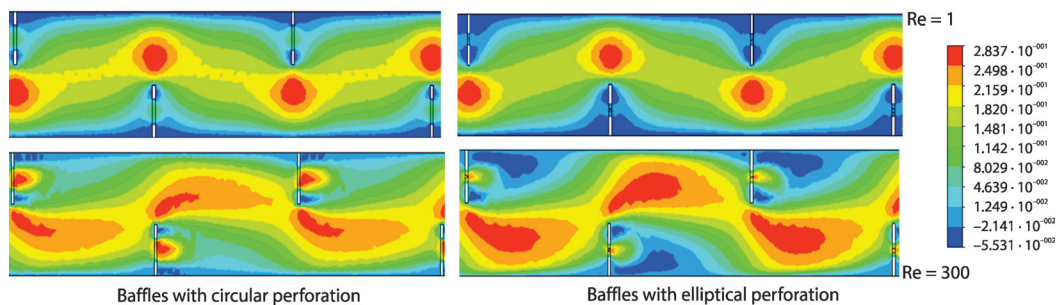 Re = 1
2.837 · 10⁻⁰⁰¹
2.498 · 10⁻⁰⁰¹
2.159 · 10⁻⁰⁰¹
1.820 · 10⁻⁰⁰¹
1.481 · 10⁻⁰⁰¹
1.142 · 10⁻⁰⁰¹
8.029 · 10⁻⁰⁰²
4.639 · 10⁻⁰⁰²
1.249 · 10⁻⁰⁰²
–2.141 · 10⁻⁰⁰²
–5.531 · 10⁻⁰⁰²
Re = 300
Baffles with circular perforation
Baffles with elliptical perforation